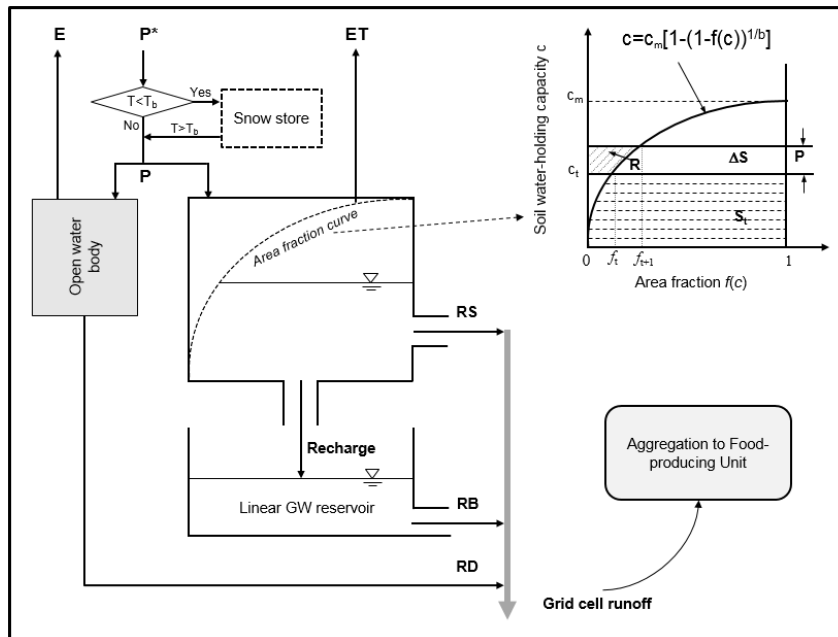 E
P*
ET
T<T_b
Yes
No
T>T_b
Snow store
P
Open water
body
Area fraction curve
RS
Recharge
Linear GW reservoir
RB
RD
Grid cell runoff
Aggregation to Food-
producing Unit
c=c_m[1-(1-f(c))^{1/b}]
Soil water-holding capacity c
c_m
c_t
R
ΔS
P
S_t
0
f_t
f_{t+1}
1
Area fraction f(c)